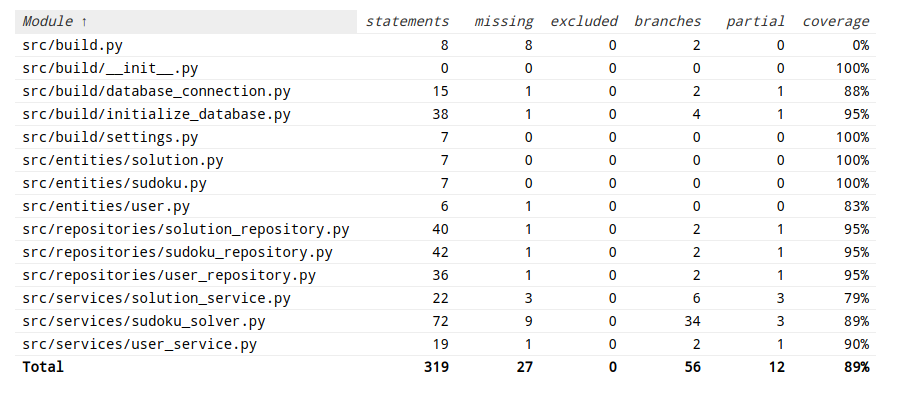 Module ↑ statements missing excluded branches partial coverage
src/build.py 8 8 0 2 0 0%
src/build/__init__.py 0 0 0 0 0 100%
src/build/database_connection.py 15 1 0 2 1 88%
src/build/initialize_database.py 38 1 0 4 1 95%
src/build/settings.py 7 0 0 0 0 100%
src/entities/solution.py 7 0 0 0 0 100%
src/entities/sudoku.py 7 0 0 0 0 100%
src/entities/user.py 6 1 0 0 0 83%
src/repositories/solution_repository.py 40 1 0 2 1 95%
src/repositories/sudoku_repository.py 42 1 0 2 1 95%
src/repositories/user_repository.py 36 1 0 2 1 95%
src/services/solution_service.py 22 3 0 6 3 79%
src/services/sudoku_solver.py 72 9 0 34 3 89%
src/services/user_service.py 19 1 0 2 1 90%
Total 319 27 0 56 12 89%